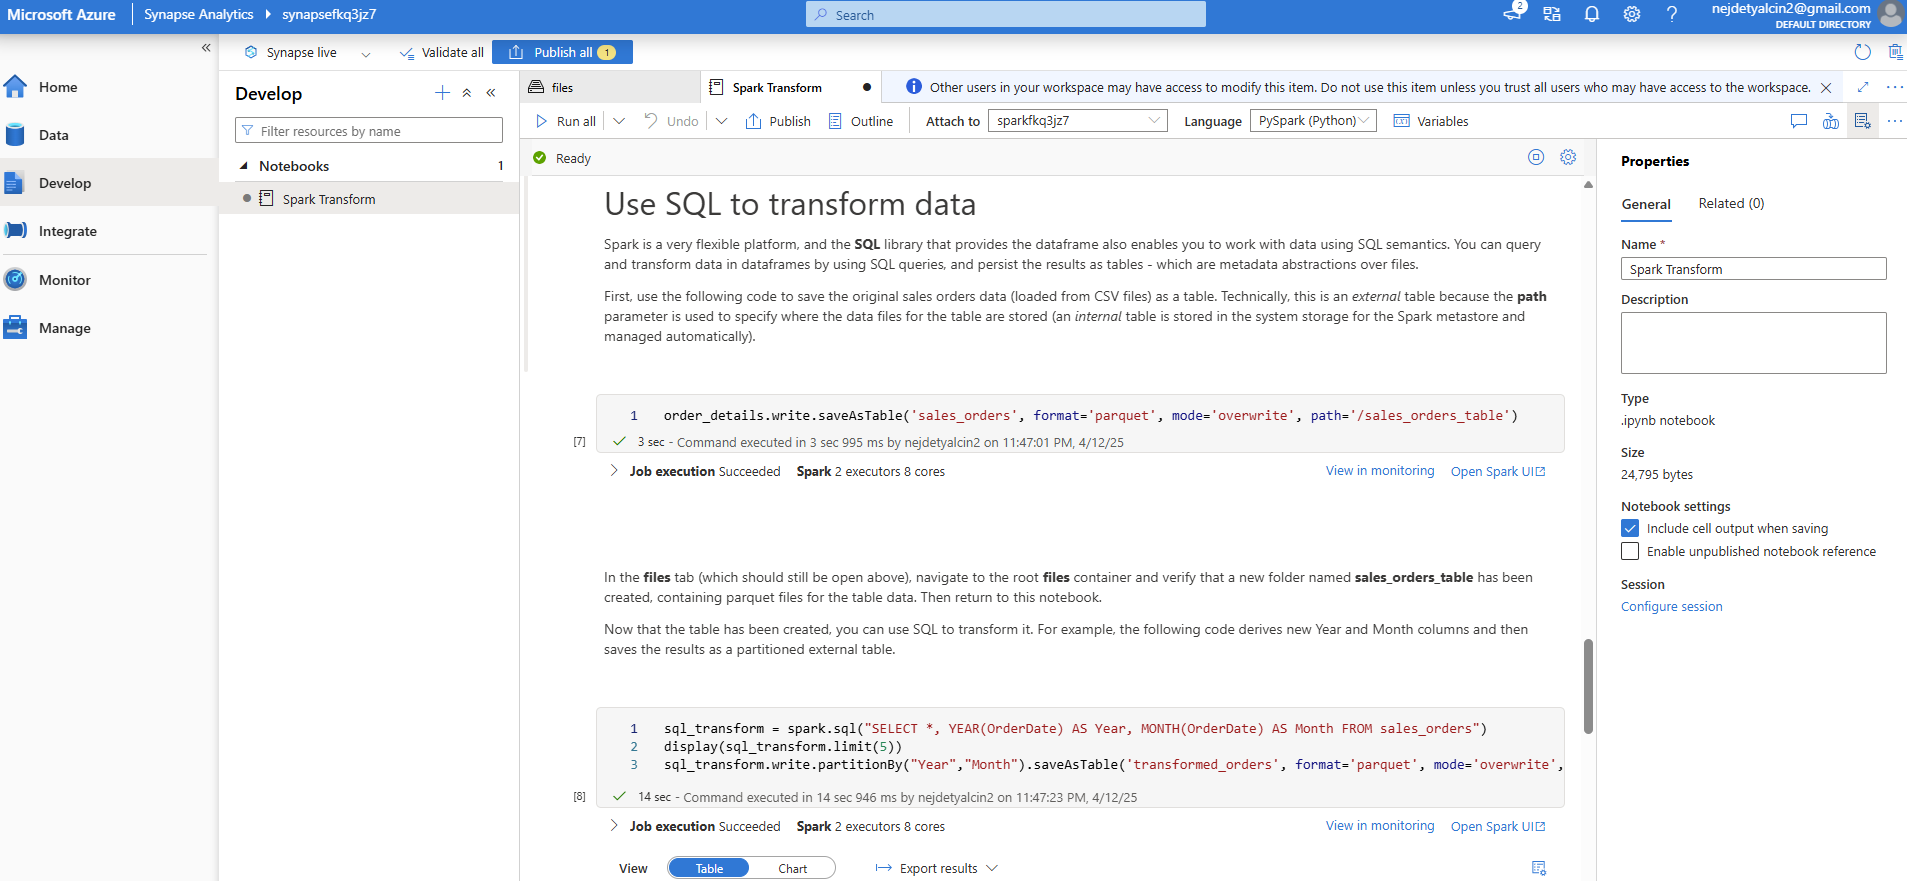 Microsoft Azure
Synapse Analytics
synapsefkq3jz7
Search
2
nejdetyalcin2@gmail.com
DEFAULT DIRECTORY
Synapse live
Validate all
Publish all 1
Home
Data
Develop
Integrate
Monitor
Manage
Develop
Filter resources by name
Notebooks 1
Spark Transform
files
Spark Transform
Other users in your workspace may have access to modify this item. Do not use this item unless you trust all users who may have access to the workspace.
Run all
Undo
Publish
Outline
Attach to
sparkfkq3jz7
Language
PySpark (Python)
Variables
Ready
Use SQL to transform data
Spark is a very flexible platform, and the SQL library that provides the dataframe also enables you to work with data using SQL semantics. You can query
and transform data in dataframes by using SQL queries, and persist the results as tables - which are metadata abstractions over files.
First, use the following code to save the original sales orders data (loaded from CSV files) as a table. Technically, this is an external table because the path
parameter is used to specify where the data files for the table are stored (an internal table is stored in the system storage for the Spark metastore and
managed automatically).
1 order_details.write.saveAsTable('sales_orders', format='parquet', mode='overwrite', path='/sales_orders_table')
[7] 3 sec - Command executed in 3 sec 995 ms by nejdetyalcin2 on 11:47:01 PM, 4/12/25
Job execution Succeeded Spark 2 executors 8 cores View in monitoring Open Spark UI
In the files tab (which should still be open above), navigate to the root files container and verify that a new folder named sales_orders_table has been
created, containing parquet files for the table data. Then return to this notebook.
Now that the table has been created, you can use SQL to transform it. For example, the following code derives new Year and Month columns and then
saves the results as a partitioned external table.
1 sql_transform = spark.sql("SELECT *, YEAR(OrderDate) AS Year, MONTH(OrderDate) AS Month FROM sales_orders")
2 display(sql_transform.limit(5))
3 sql_transform.write.partitionBy("Year","Month").saveAsTable('transformed_orders', format='parquet', mode='overwrite',
[8] 14 sec - Command executed in 14 sec 946 ms by nejdetyalcin2 on 11:47:23 PM, 4/12/25
Job execution Succeeded Spark 2 executors 8 cores View in monitoring Open Spark UI
View Table Chart Export results
Properties
General Related (0)
Name *
Spark Transform
Description
Type
.ipynb notebook
Size
24,795 bytes
Notebook settings
Include cell output when saving
Enable unpublished notebook reference
Session
Configure session